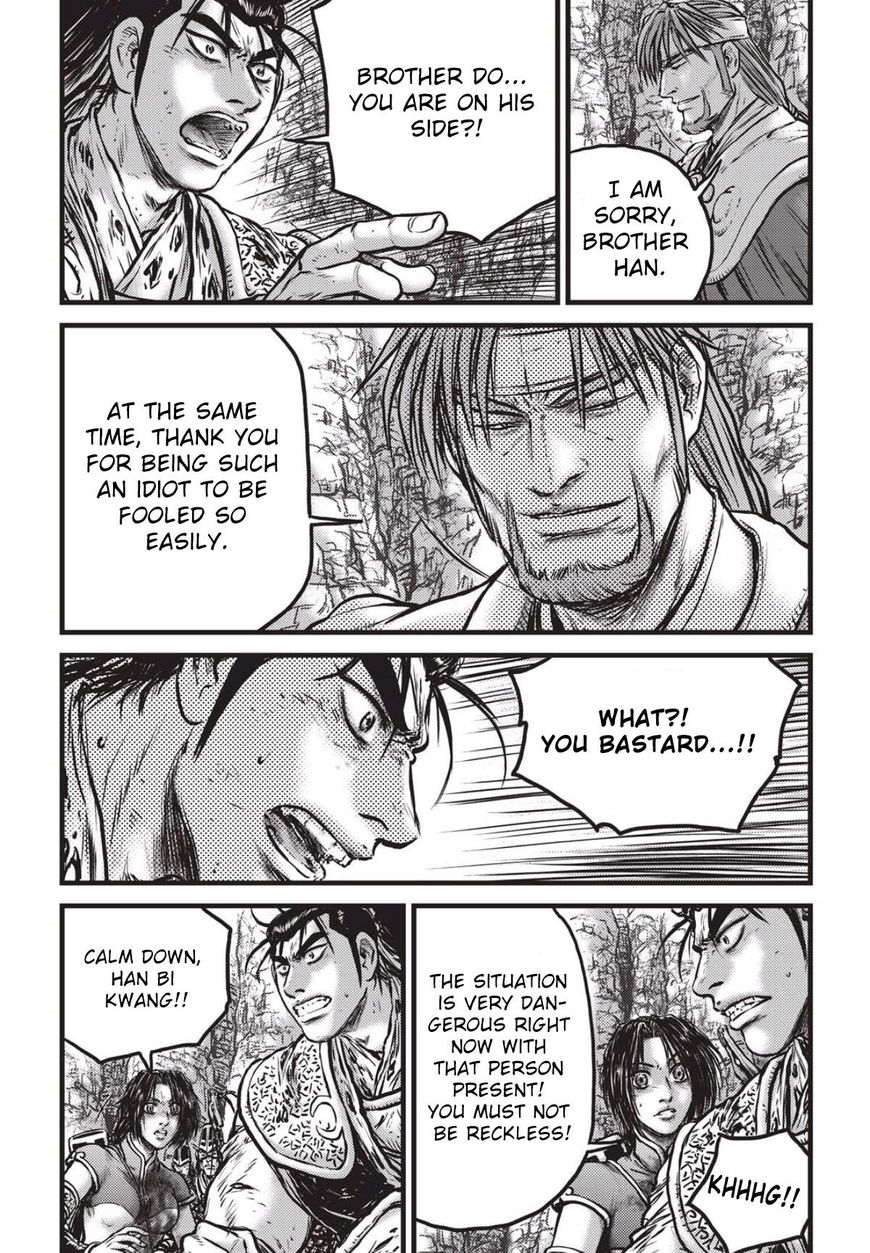 BROTHER DO...
YOU ARE ON HIS
SIDE?!
I AM
SORRY,
BROTHER
HAN.
AT THE SAME
TIME, THANK YOU
FOR BEING SUCH
AN IDIOT TO BE
FOOLED SO
EASILY.
WHAT?!
YOU BASTARD...!!
CALM DOWN,
HAN BI
KWANG!!
THE SITUATION
IS VERY DAN-
GEROUS RIGHT
NOW WITH
THAT PERSON
PRESENT!
YOU MUST NOT
BE RECKLESS!
KHHHG!!